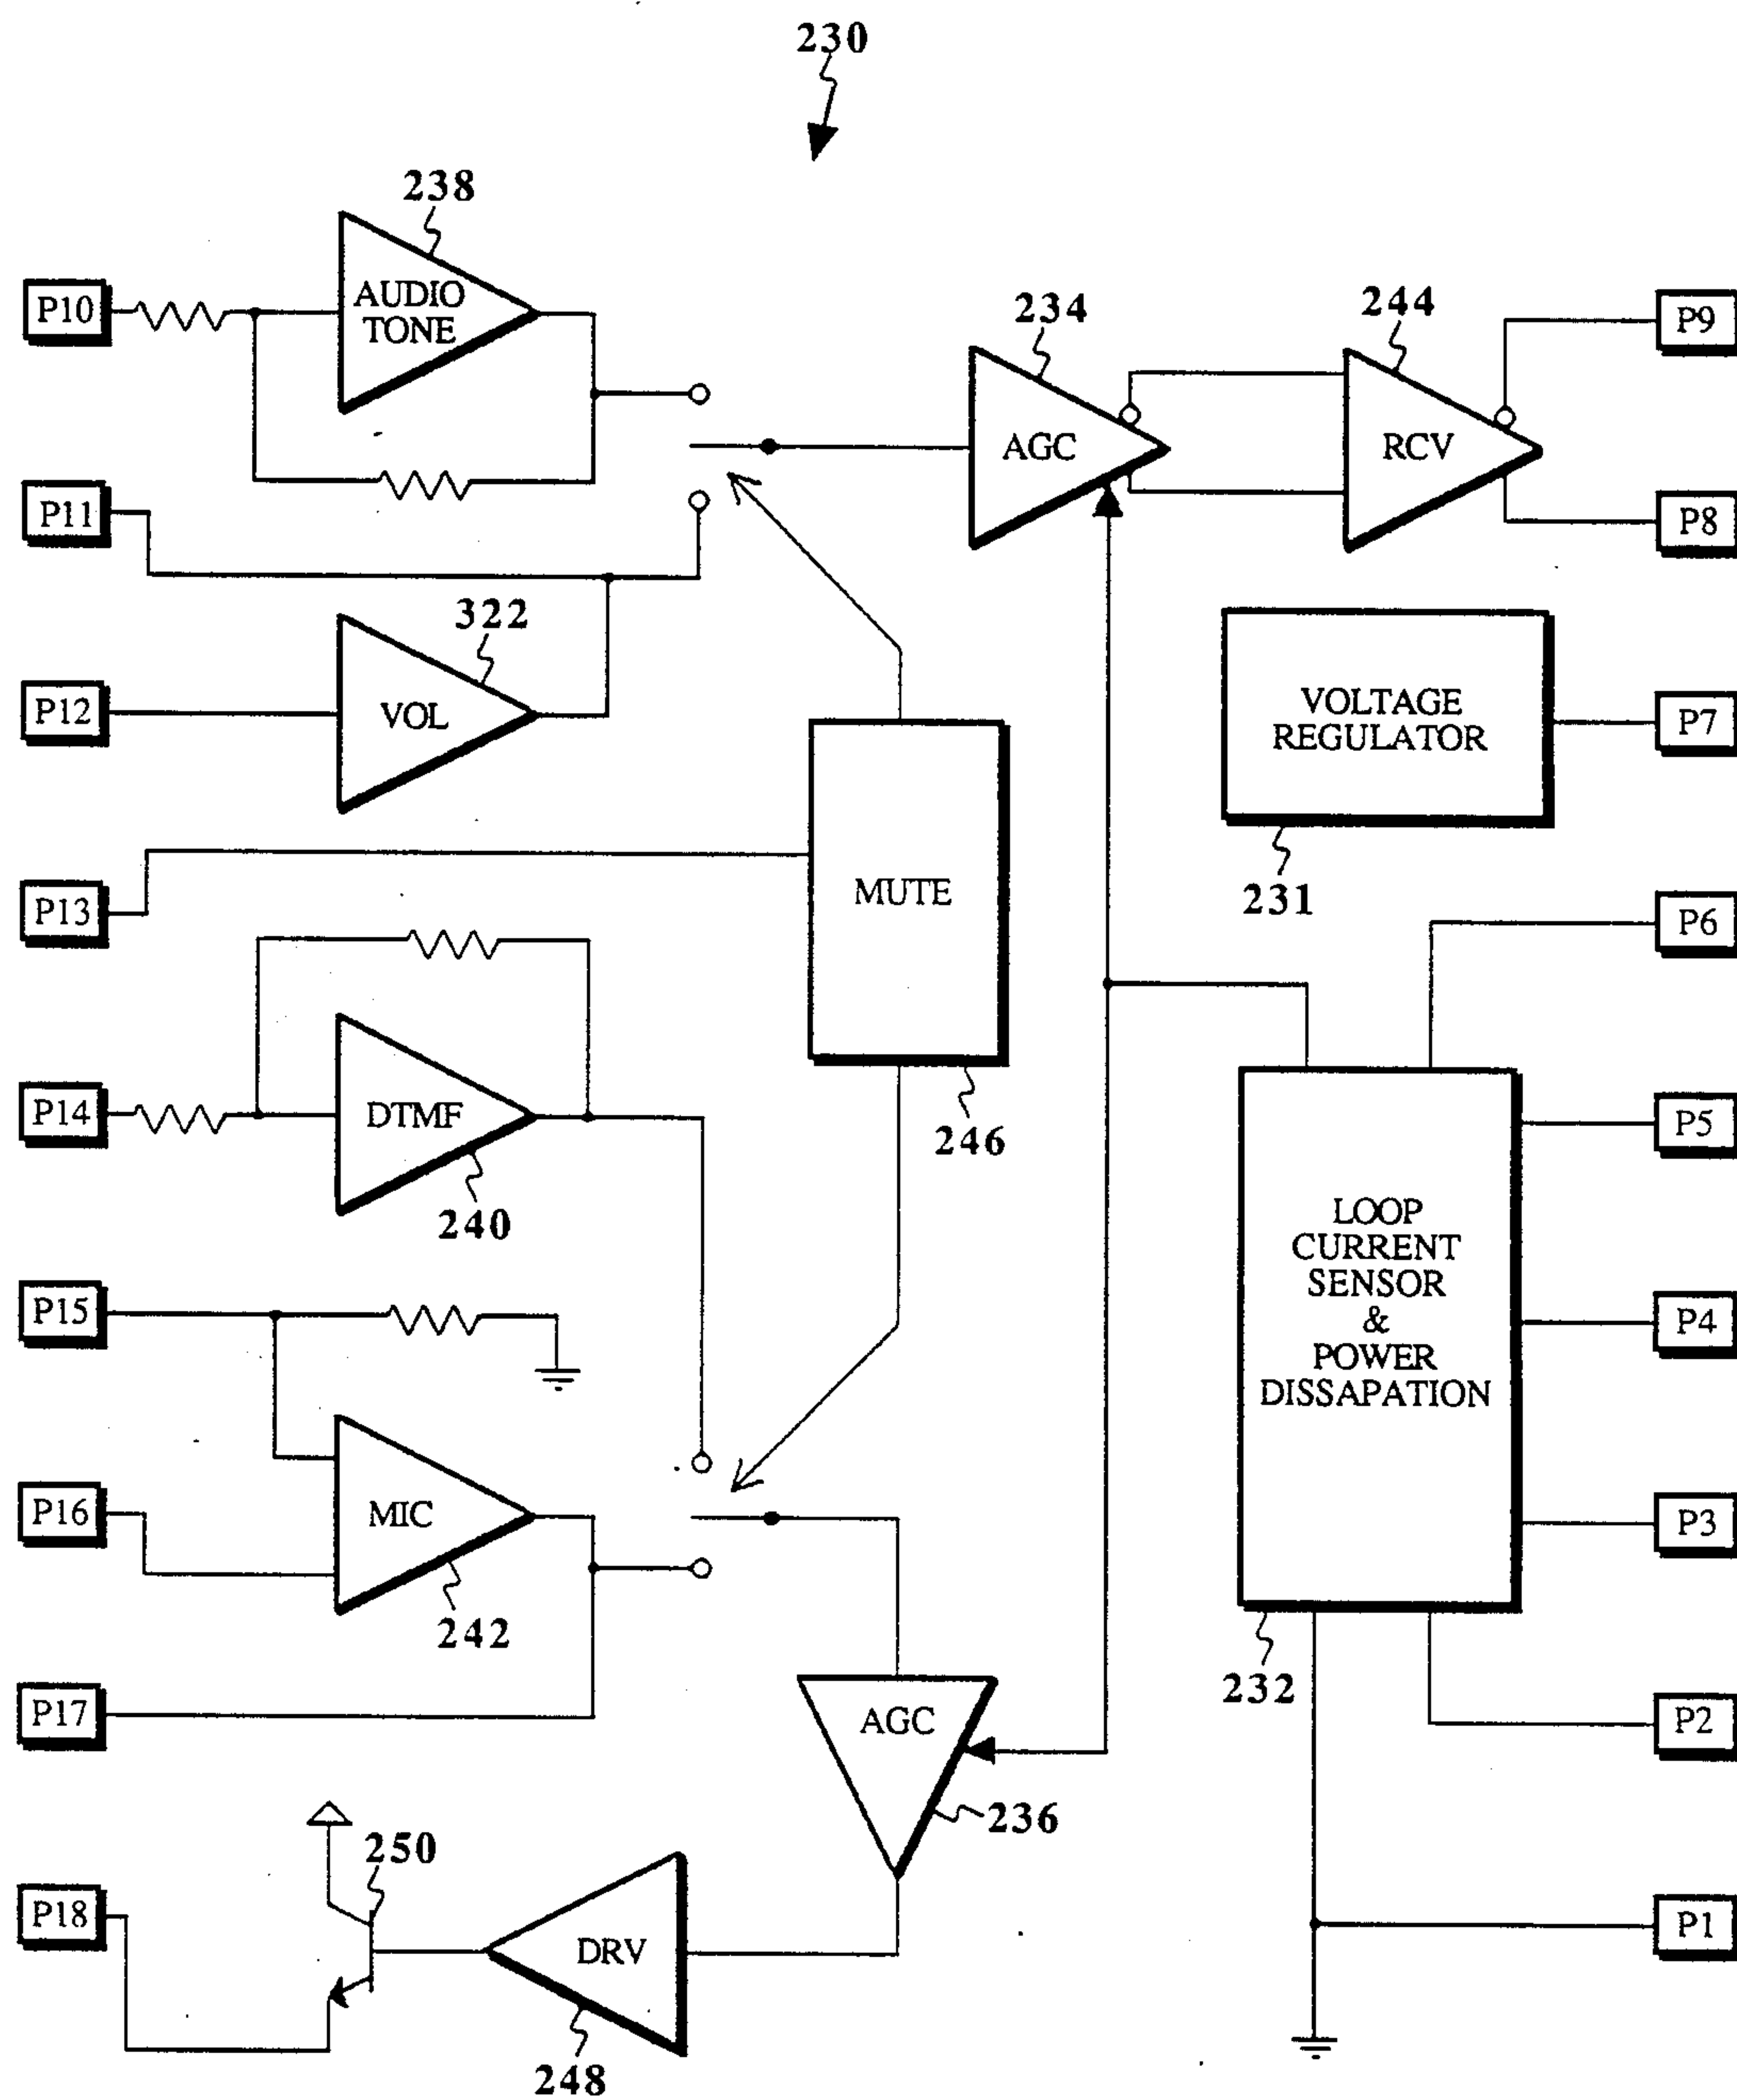 230
238
P10
AUDIO
TONE
234
244
P9
AGC
RCV
P11
P8
322
P12
VOL
VOLTAGE
REGULATOR
P7
231
P13
MUTE
P6
P14
DTMF
240
246
P5
LOOP
CURRENT
SENSOR
&
POWER
DISSAPATION
P15
P4
P16
MIC
242
P3
232
P17
AGC
P2
236
250
P18
DRV
P1
248